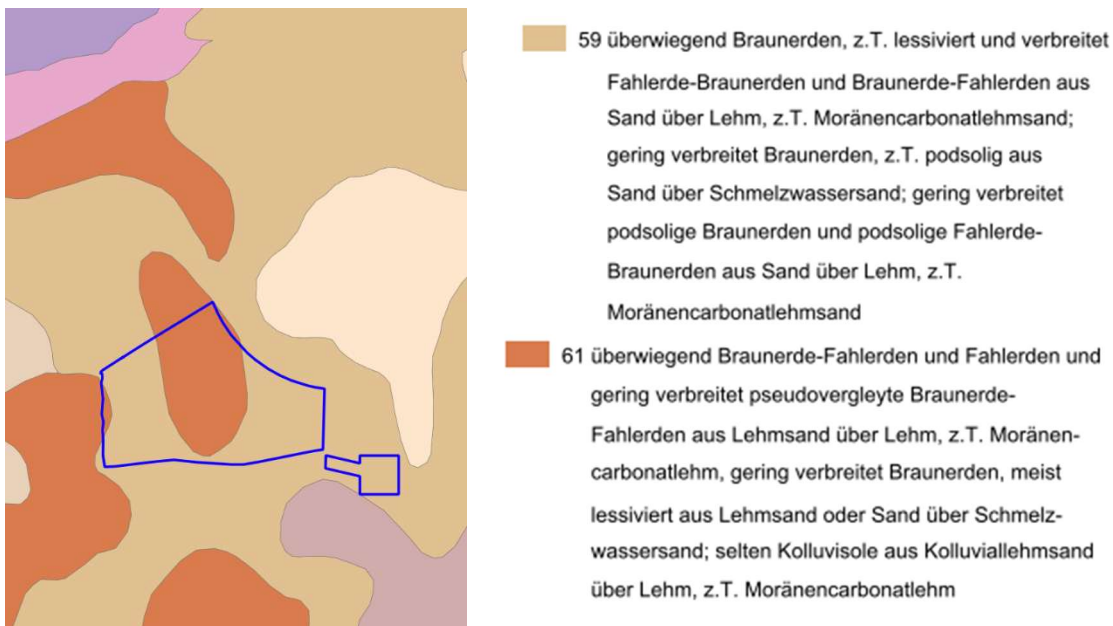 59 überwiegend Braunerden, z.T. lessiviert und verbreitet
Fahlerde-Braunerden und Braunerde-Fahlerden aus
Sand über Lehm, z.T. Moränencarbonatlehmsand;
gering verbreitet Braunerden, z.T. podsolig aus
Sand über Schmelzwassersand; gering verbreitet
podsolige Braunerden und podsolige Fahlerde-
Braunerden aus Sand über Lehm, z.T.
Moränencarbonatlehmsand
61 überwiegend Braunerde-Fahlerden und Fahlerden und
gering verbreitet pseudovergleyte Braunerde-
Fahlerden aus Lehmsand über Lehm, z.T. Moränen-
carbonatlehm, gering verbreitet Braunerden, meist
lessiviert aus Lehmsand oder Sand über Schmelz-
wassersand; selten Kolluvisole aus Kolluviallehmsand
über Lehm, z.T. Moränencarbonatlehm